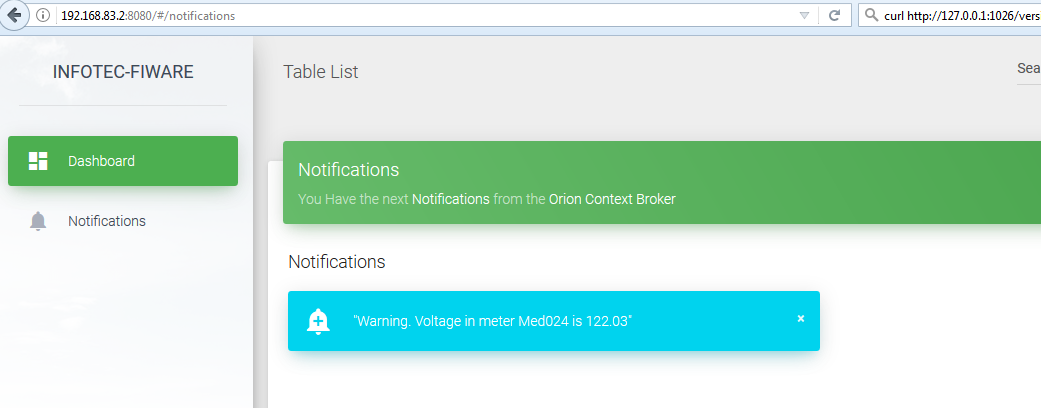 192.168.83.2:8080/#/notifications
curl http://127.0.0.1:1026/vers
INFOTEC-FIWARE
Table List
Sea
Dashboard
Notifications
You Have the next Notifications from the Orion Context Broker
Notifications
Notifications
"Warning. Voltage in meter Med024 is 122.03"
×